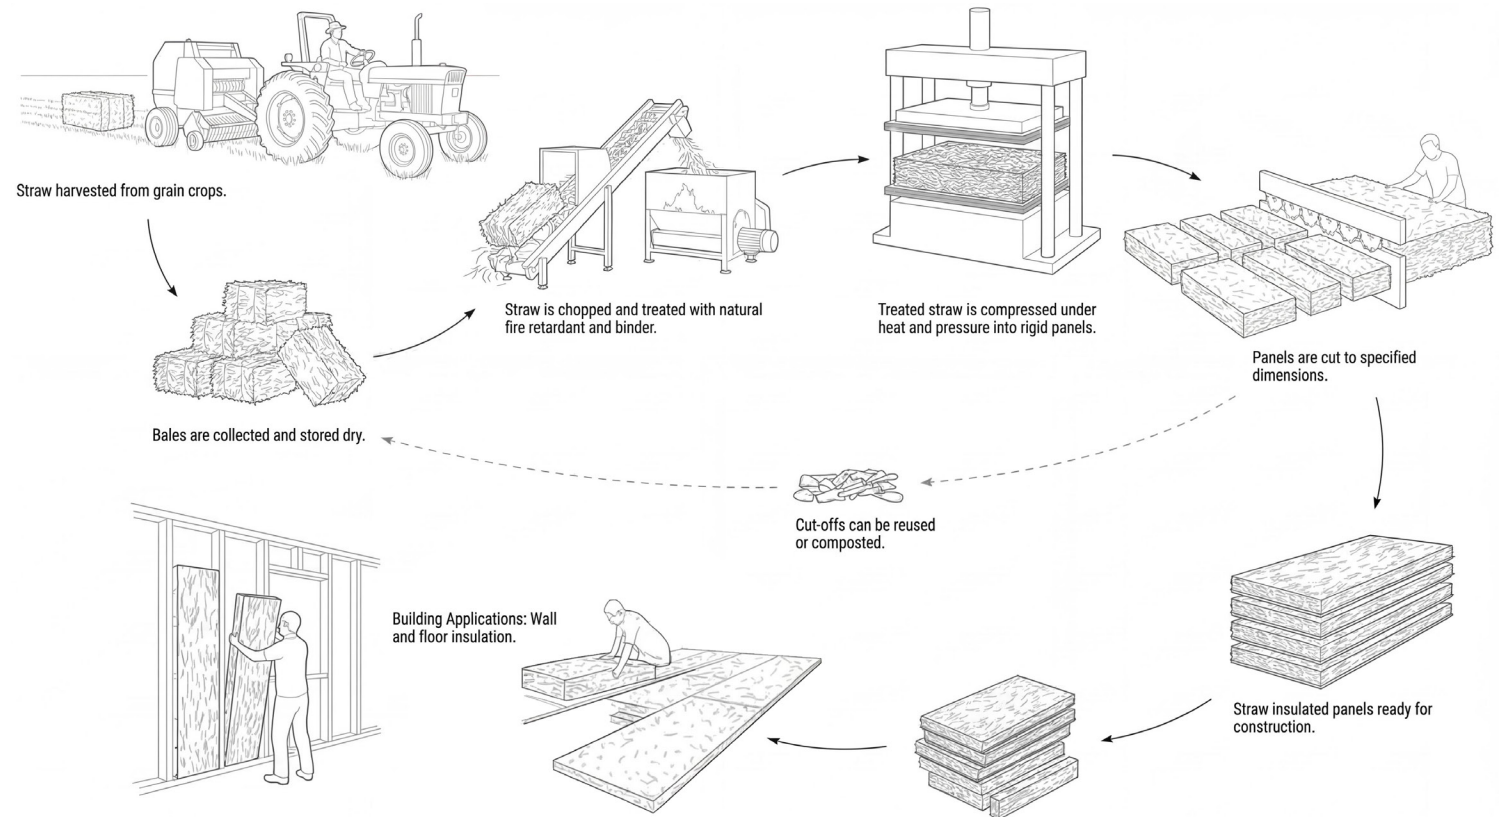 Straw harvested from grain crops.
Straw is chopped and treated with natural
fire retardant and binder.
Treated straw is compressed under
heat and pressure into rigid panels.
Panels are cut to specified
dimensions.
Bales are collected and stored dry.
Cut-offs can be reused
or composted.
Building Applications: Wall
and floor insulation.
Straw insulated panels ready for
construction.